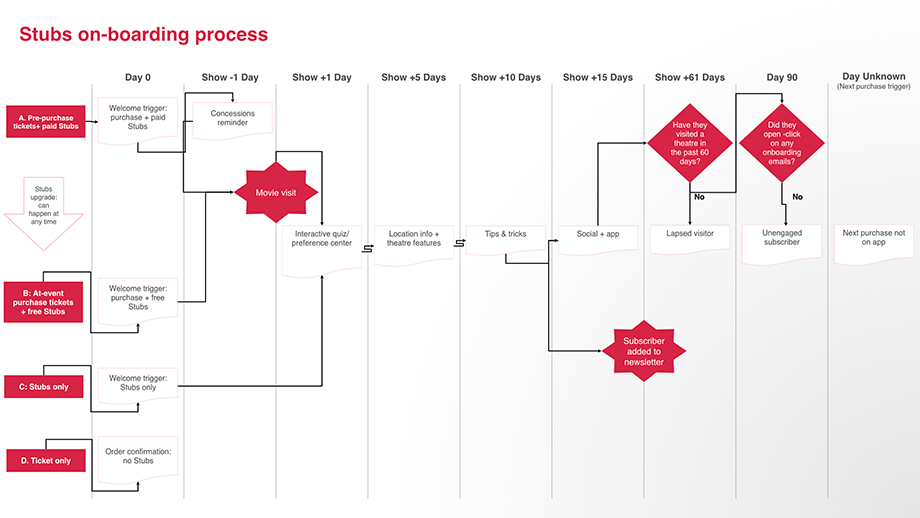 Stubs on-boarding process
Day 0
Show -1 Day
Show +1 Day
Show +5 Days
Show +10 Days
Show +15 Days
Show +61 Days
Day 90
Day Unknown
(Next purchase trigger)
A. Pre-purchase
tickets+ paid Stubs
Welcome trigger:
purchase + paid
Stubs
Concessions
reminder
Have they
visited a
theatre in
the past 60
days?
Did they
open -click
on any
onboarding
emails?
Stubs
upgrade:
can
happen at
any time
Movie visit
No
No
Interactive quiz/
preference center
Location info +
theatre features
Tips & tricks
Social + app
Lapsed visitor
Unengaged
subscriber
Next purchase not
on app
B: At-event
purchase tickets
+ free Stubs
Welcome trigger:
purchase + free
Stubs
Subscriber
added to
newsletter
C: Stubs only
Welcome trigger:
Stubs only
D. Ticket only
Order confirmation:
no Stubs